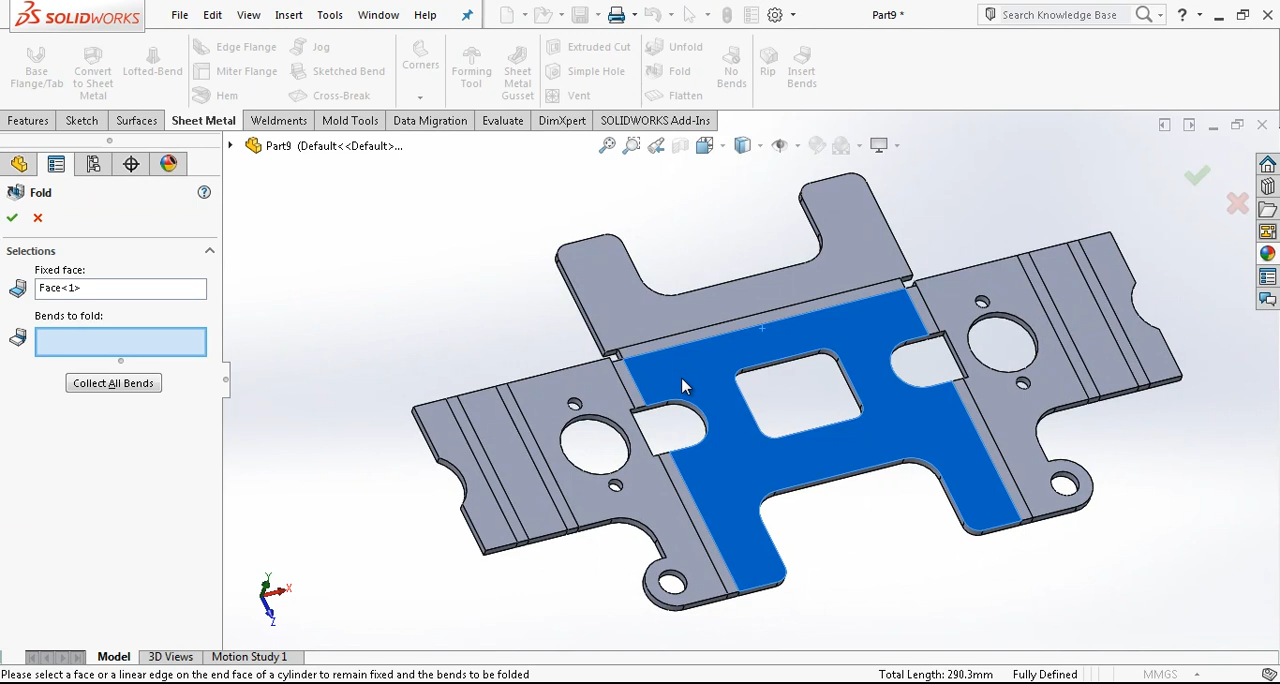 SOLIDWORKS File Edit View Insert Tools Window Help Part9 * Search Knowledge Base ?
Base Flange/Tab
Convert to Sheet Metal
Lofted-Bend
Edge Flange
Miter Flange
Hem
Jog
Sketched Bend
Cross-Break
Corners
Forming Tool
Sheet Metal Gusset
Extruded Cut
Simple Hole
Vent
Unfold
Fold
Flatten
No Bends
Rip
Insert Bends
Features Sketch Surfaces Sheet Metal Weldments Mold Tools Data Migration Evaluate DimXpert SOLIDWORKS Add-Ins
Part9 (Default<<Default>...
Fold ?
Selections
Fixed face:
Face<1>
Bends to fold:
Collect All Bends
Y
X
Z
Model 3D Views Motion Study 1
Please select a face or a linear edge on the end face of a cylinder to remain fixed and the bends to be folded Total Length: 290.3mm Fully Defined MMGS